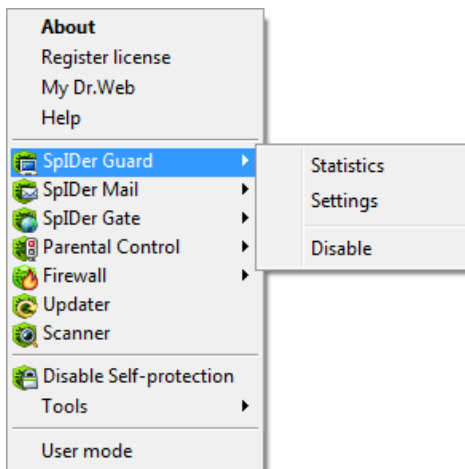 About
Register license
My Dr.Web
Help
SpIDer Guard
SpIDer Mail
SpIDer Gate
Parental Control
Firewall
Updater
Scanner
Disable Self-protection
Tools
User mode
Statistics
Settings
Disable